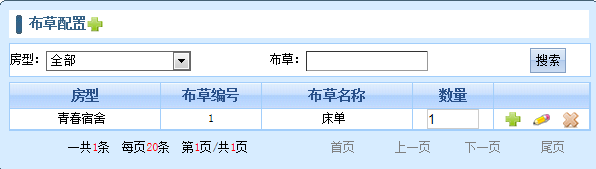 布草配置
房型： 全部 布草： 搜索
房型 布草编号 布草名称 数量
青春宿舍 1 床单 1
一共1条 每页20条 第1页/共1页 首页 上一页 下一页 尾页